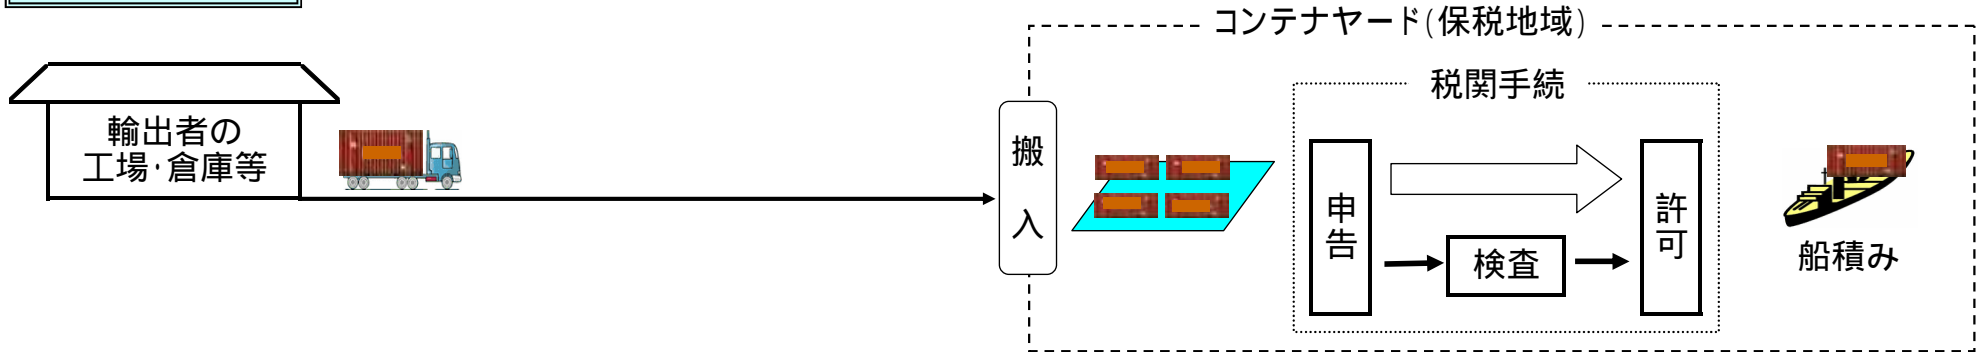 コンテナヤード(保税地域)
税関手続
輸出者の
工場・倉庫等
搬入
申告
検査
許可
船積み